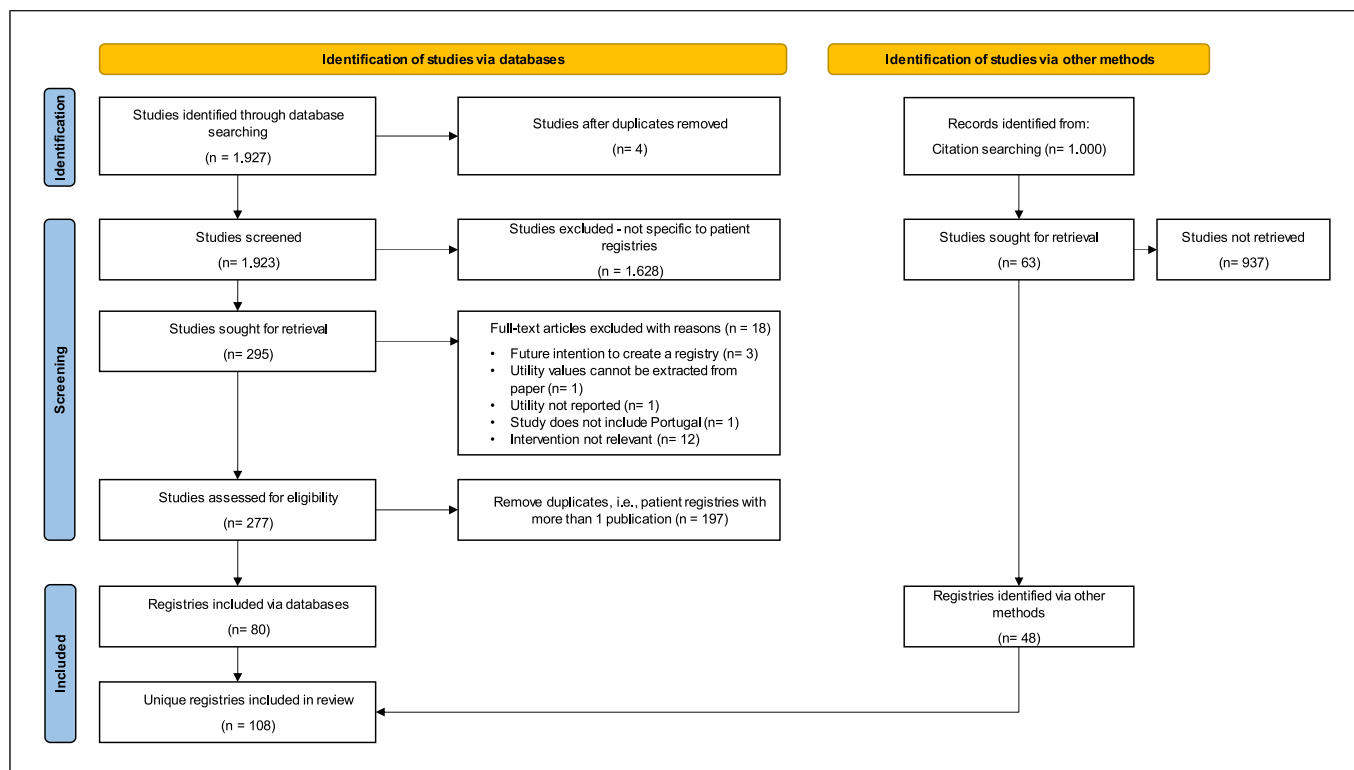 Identification of studies via databases
Identification of studies via other methods
Identification
Studies identified through database
searching
(n = 1.927)
Studies after duplicates removed
(n= 4)
Records identified from:
Citation searching (n= 1.000)
Screening
Studies screened
(n = 1.923)
Studies excluded - not specific to patient
registries
(n = 1.628)
Studies sought for retrieval
(n= 63)
Studies not retrieved
(n= 937)
Studies sought for retrieval
(n= 295)
Full-text articles excluded with reasons (n = 18)
• Future intention to create a registry (n= 3)
• Utility values cannot be extracted from
paper (n= 1)
• Utility not reported (n= 1)
• Study does not include Portugal (n= 1)
• Intervention not relevant (n= 12)
Studies assessed for eligibility
(n= 277)
Remove duplicates, i.e., patient registries with
more than 1 publication (n = 197)
Included
Registries included via databases
(n= 80)
Registries identified via other
methods
(n= 48)
Unique registries included in review
(n = 108)